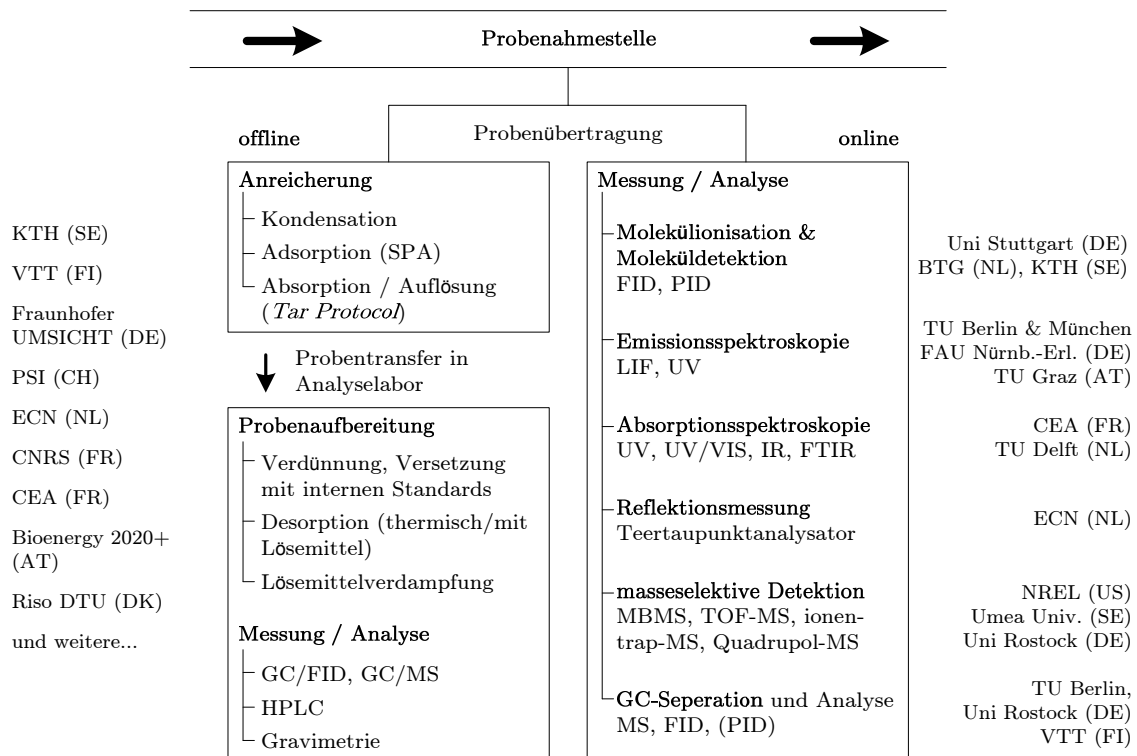 Probenahmestelle
Probenübertragung
offline
online
KTH (SE)
VTT (FI)
Fraunhofer
UMSICHT (DE)
PSI (CH)
ECN (NL)
CNRS (FR)
CEA (FR)
Bioenergy 2020+
(AT)
Riso DTU (DK)
und weitere...
Anreicherung
Kondensation
Adsorption (SPA)
Absorption / Auflösung
(Tar Protocol)
Probentransfer in
Analyselabor
Probenaufbereitung
Verdünnung, Versetzung
mit internen Standards
Desorption (thermisch/mit
Lösemittel)
Lösemittelverdampfung
Messung / Analyse
GC/FID, GC/MS
HPLC
Gravimetrie
Messung / Analyse
Molekülionisation &
Moleküldetektion
FID, PID
Emissionsspektroskopie
LIF, UV
Absorptionsspektroskopie
UV, UV/VIS, IR, FTIR
Reflektionsmessung
Teertaupunktanalysator
masseselektive Detektion
MBMS, TOF-MS, ionen-
trap-MS, Quadrupol-MS
GC-Seperation und Analyse
MS, FID, (PID)
Uni Stuttgart (DE)
BTG (NL), KTH (SE)
TU Berlin & München
FAU Nürnb.-Erl. (DE)
TU Graz (AT)
CEA (FR)
TU Delft (NL)
ECN (NL)
NREL (US)
Umea Univ. (SE)
Uni Rostock (DE)
TU Berlin,
Uni Rostock (DE)
VTT (FI)